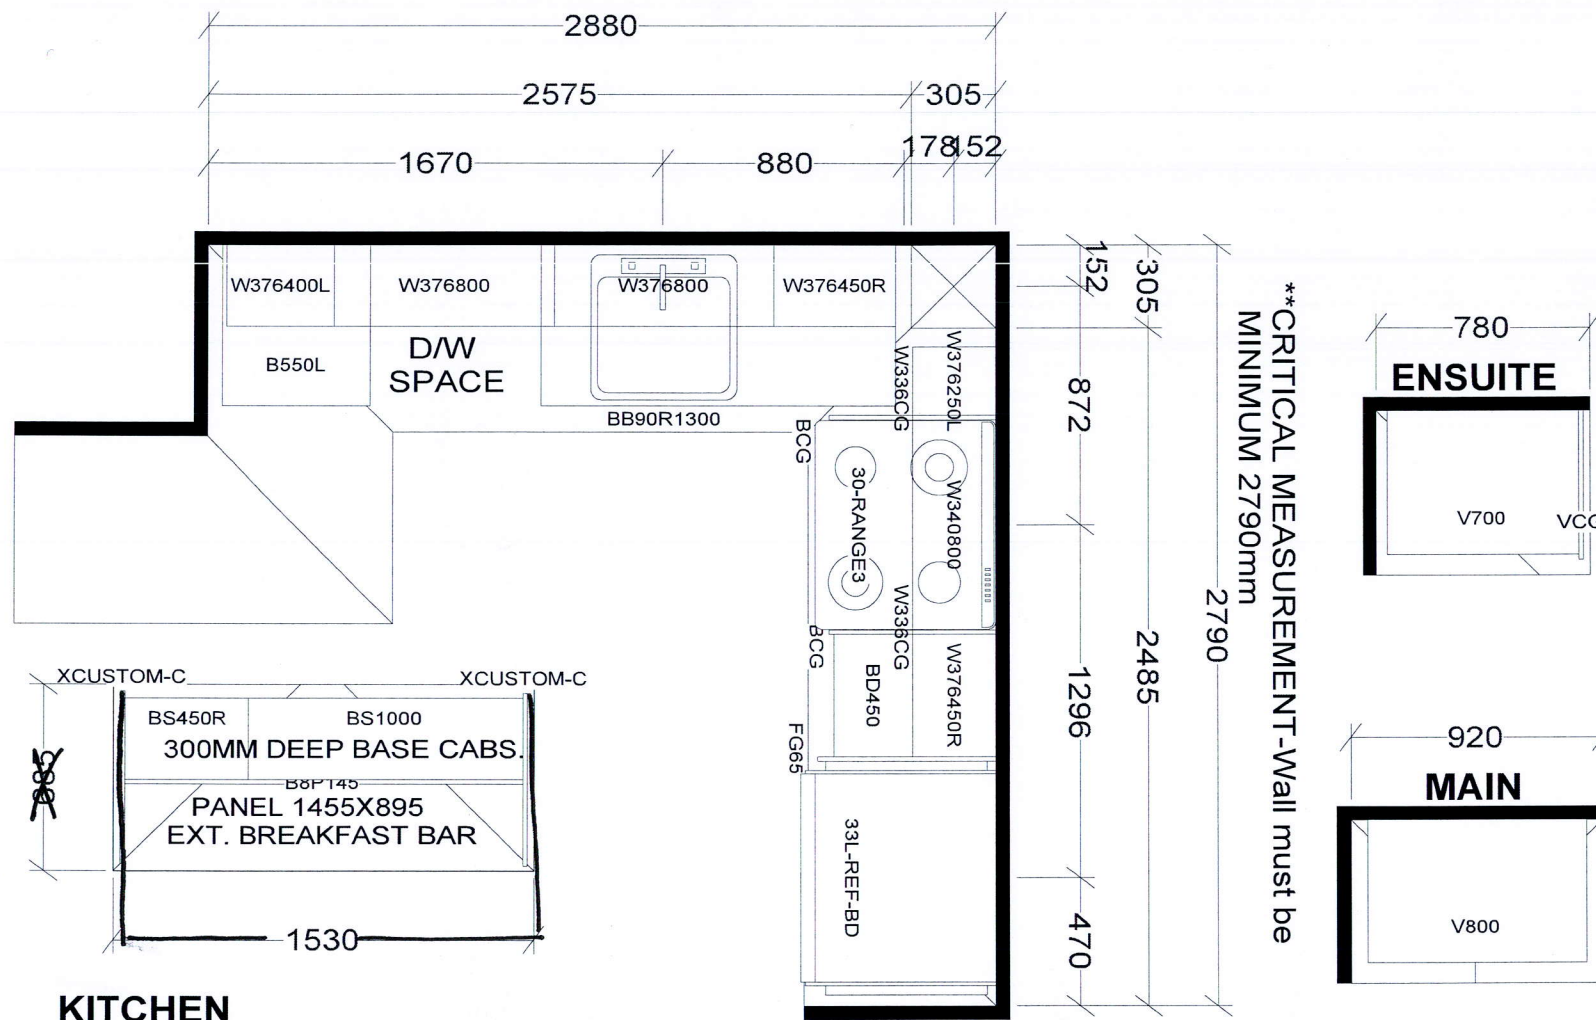 2880
2575
305
1670
880
178
152
W376400L
W376800
W376800
W376450R
B550L
D/W
SPACE
BB90R1300
W336CG
W376250L
BCG
30-RANGE3
W340800
BCG
W336CG
BD450
W376450R
FG65
33L-REF-BD
152
305
872
2790
2485
1296
470
**CRITICAL MEASUREMENT-Wall must be
MINIMUM 2790mm
780
ENSUITE
V700
920
MAIN
V800
XCUSTOM-C
XCUSTOM-C
BS450R
BS1000
300MM DEEP BASE CABS.
B8P145
PANEL 1455X895
EXT. BREAKFAST BAR
1530
KITCHEN